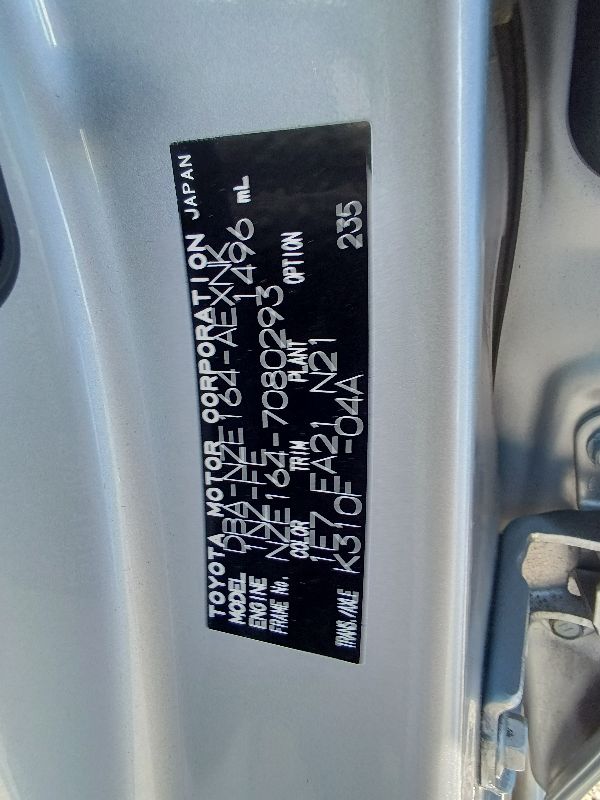 TOYOTA MOTOR CORPORATION JAPAN
MODEL DBA-NZE164-AEXNK
ENGINE 1NZ-FE 1496 mL
FRAME No. NZE164-7080293
COLOR TRIM PLANT OPTION
1E7 EA21 N21
TRANS./AXLE K310F -04A 235